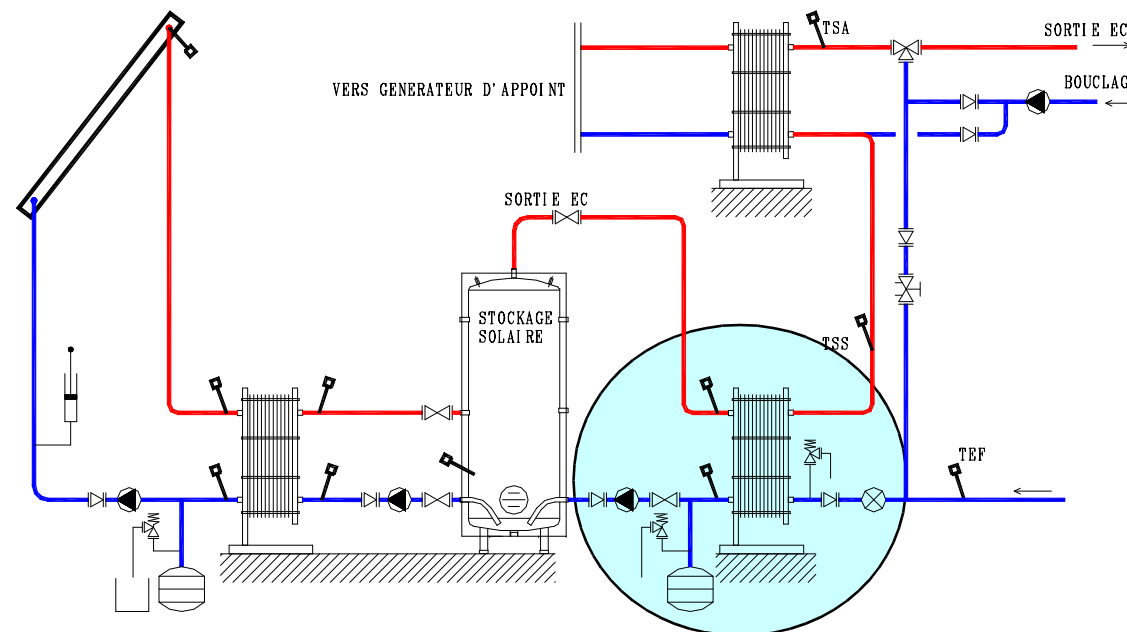 TSA
SORTIE EC
VERS GENERATEUR D'APPOINT
BOUCLAG
SORTIE EC
STOCKAGE
SOLAIRE
TSS
TEF